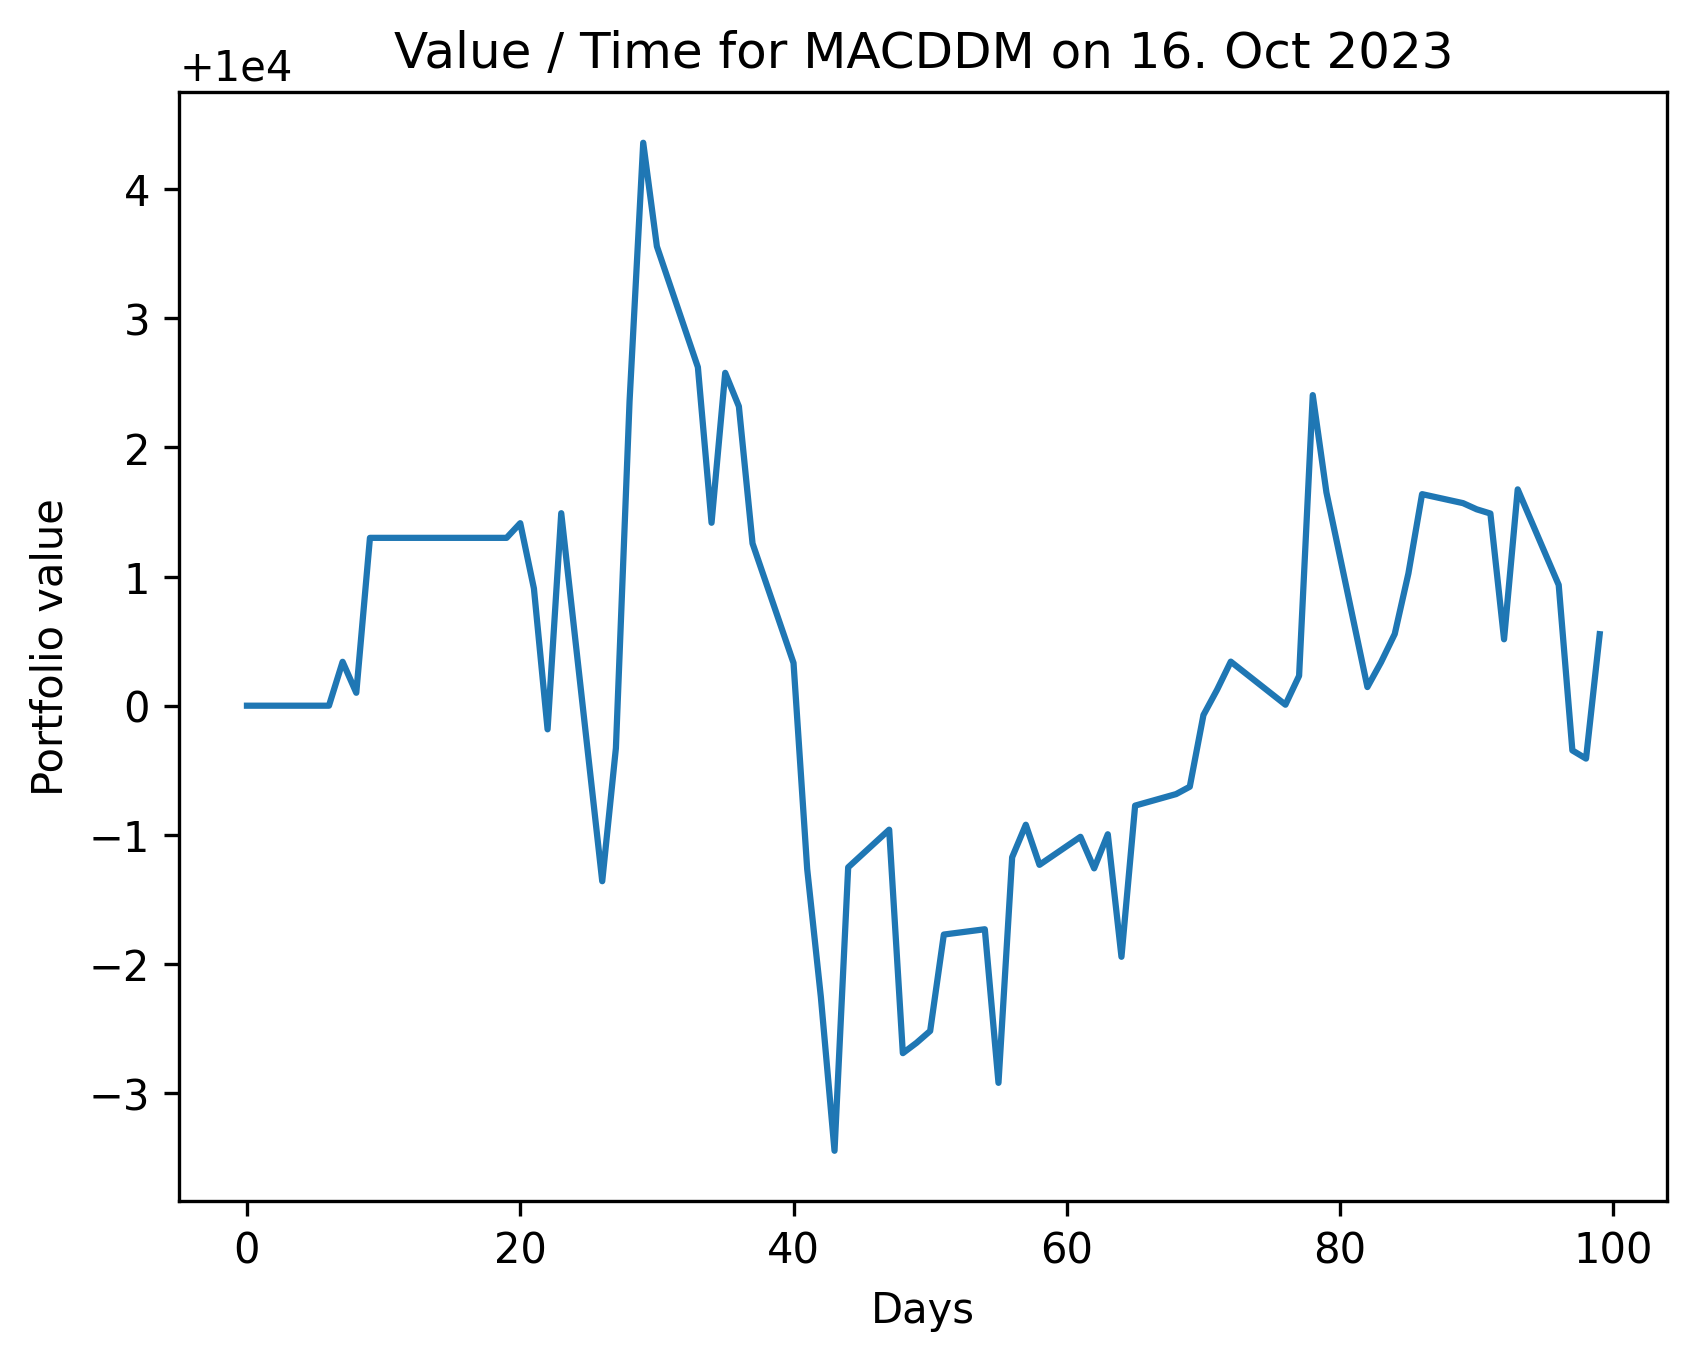 Value / Time for MACDDM on 16. Oct 2023
+1e4
4
3
2
1
0
−1
−2
−3
Portfolio value
0 20 40 60 80 100
Days